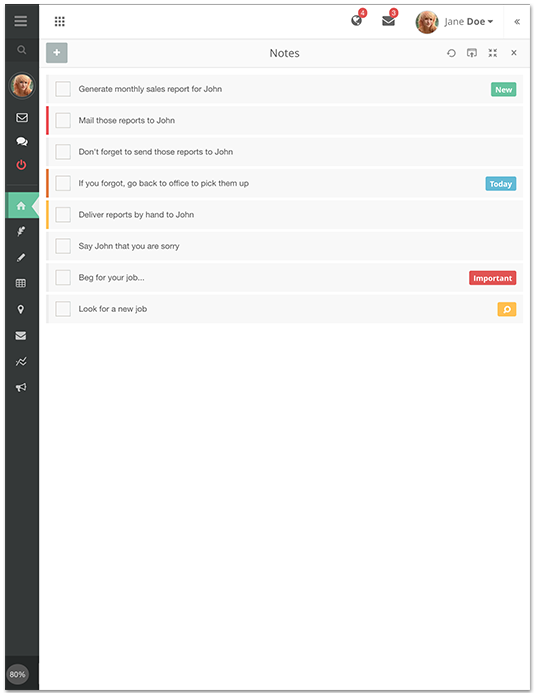 4
3
Jane Doe
«
+
Notes
Generate monthly sales report for John
New
Mail those reports to John
Don't forget to send those reports to John
If you forgot, go back to office to pick them up
Today
Deliver reports by hand to John
Say John that you are sorry
Beg for your job...
Important
Look for a new job
80%